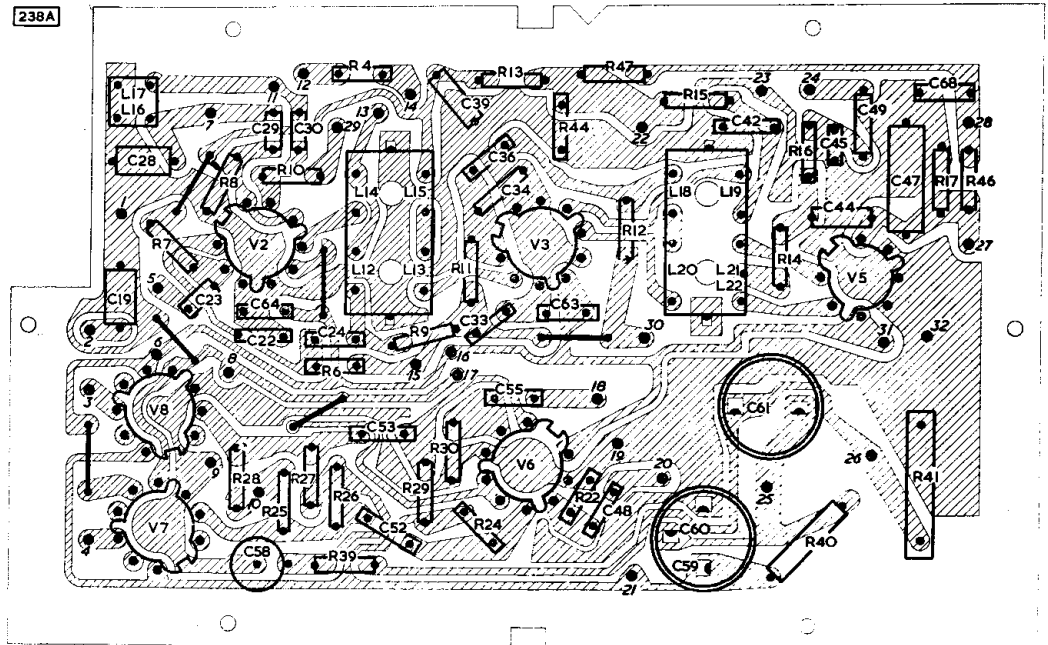 238A
12 R4 R13 R47 23 24
L17 11 14 C39 R15 C68
L16 7 C29 C30 29 13 R44 22 C42 R16 C45 C49 28
C28 R8 R10 L14 L15 C36 C34 L18 L19 C47 R17 R46
1 R7 V2 V3 R12 C44
5 L12 L13 R11 L20 L21 R14 V5 27
C19 C23 C64 C63 L22
2 C22 C24 R9 C33 30 31 32
6 8 R6 15 16 17
3 V8 C55 18 C61
C53 19 26
9 R28 R27 R26 R30 V6 20 R41
10 R25 R29 R22 C48 25
4 V7 C52 R24 C60
C58 R39 C59 R40
21